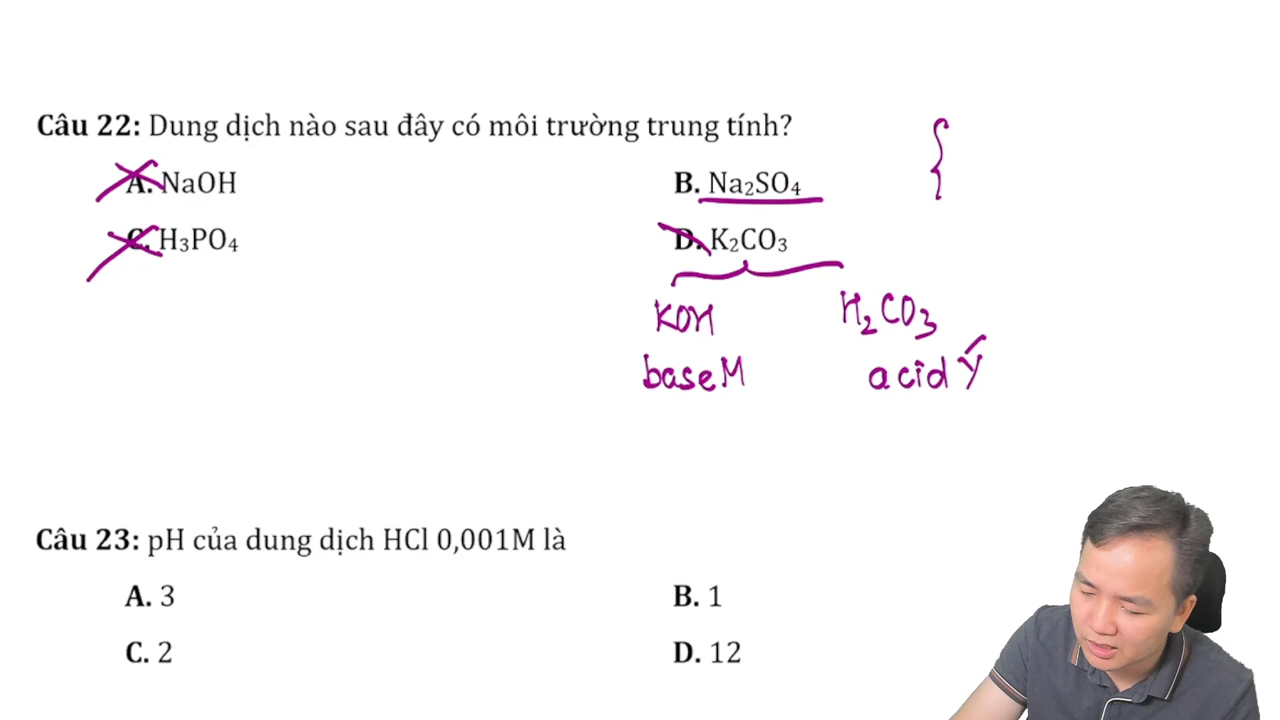 Câu 22: Dung dịch nào sau đây có môi trường trung tính?
A. NaOH
B. Na₂SO₄
C. H₃PO₄
D. K₂CO₃
KOH
H₂CO₃
base M
acid Y
Câu 23: pH của dung dịch HCl 0,001M là
A. 3
B. 1
C. 2
D. 12